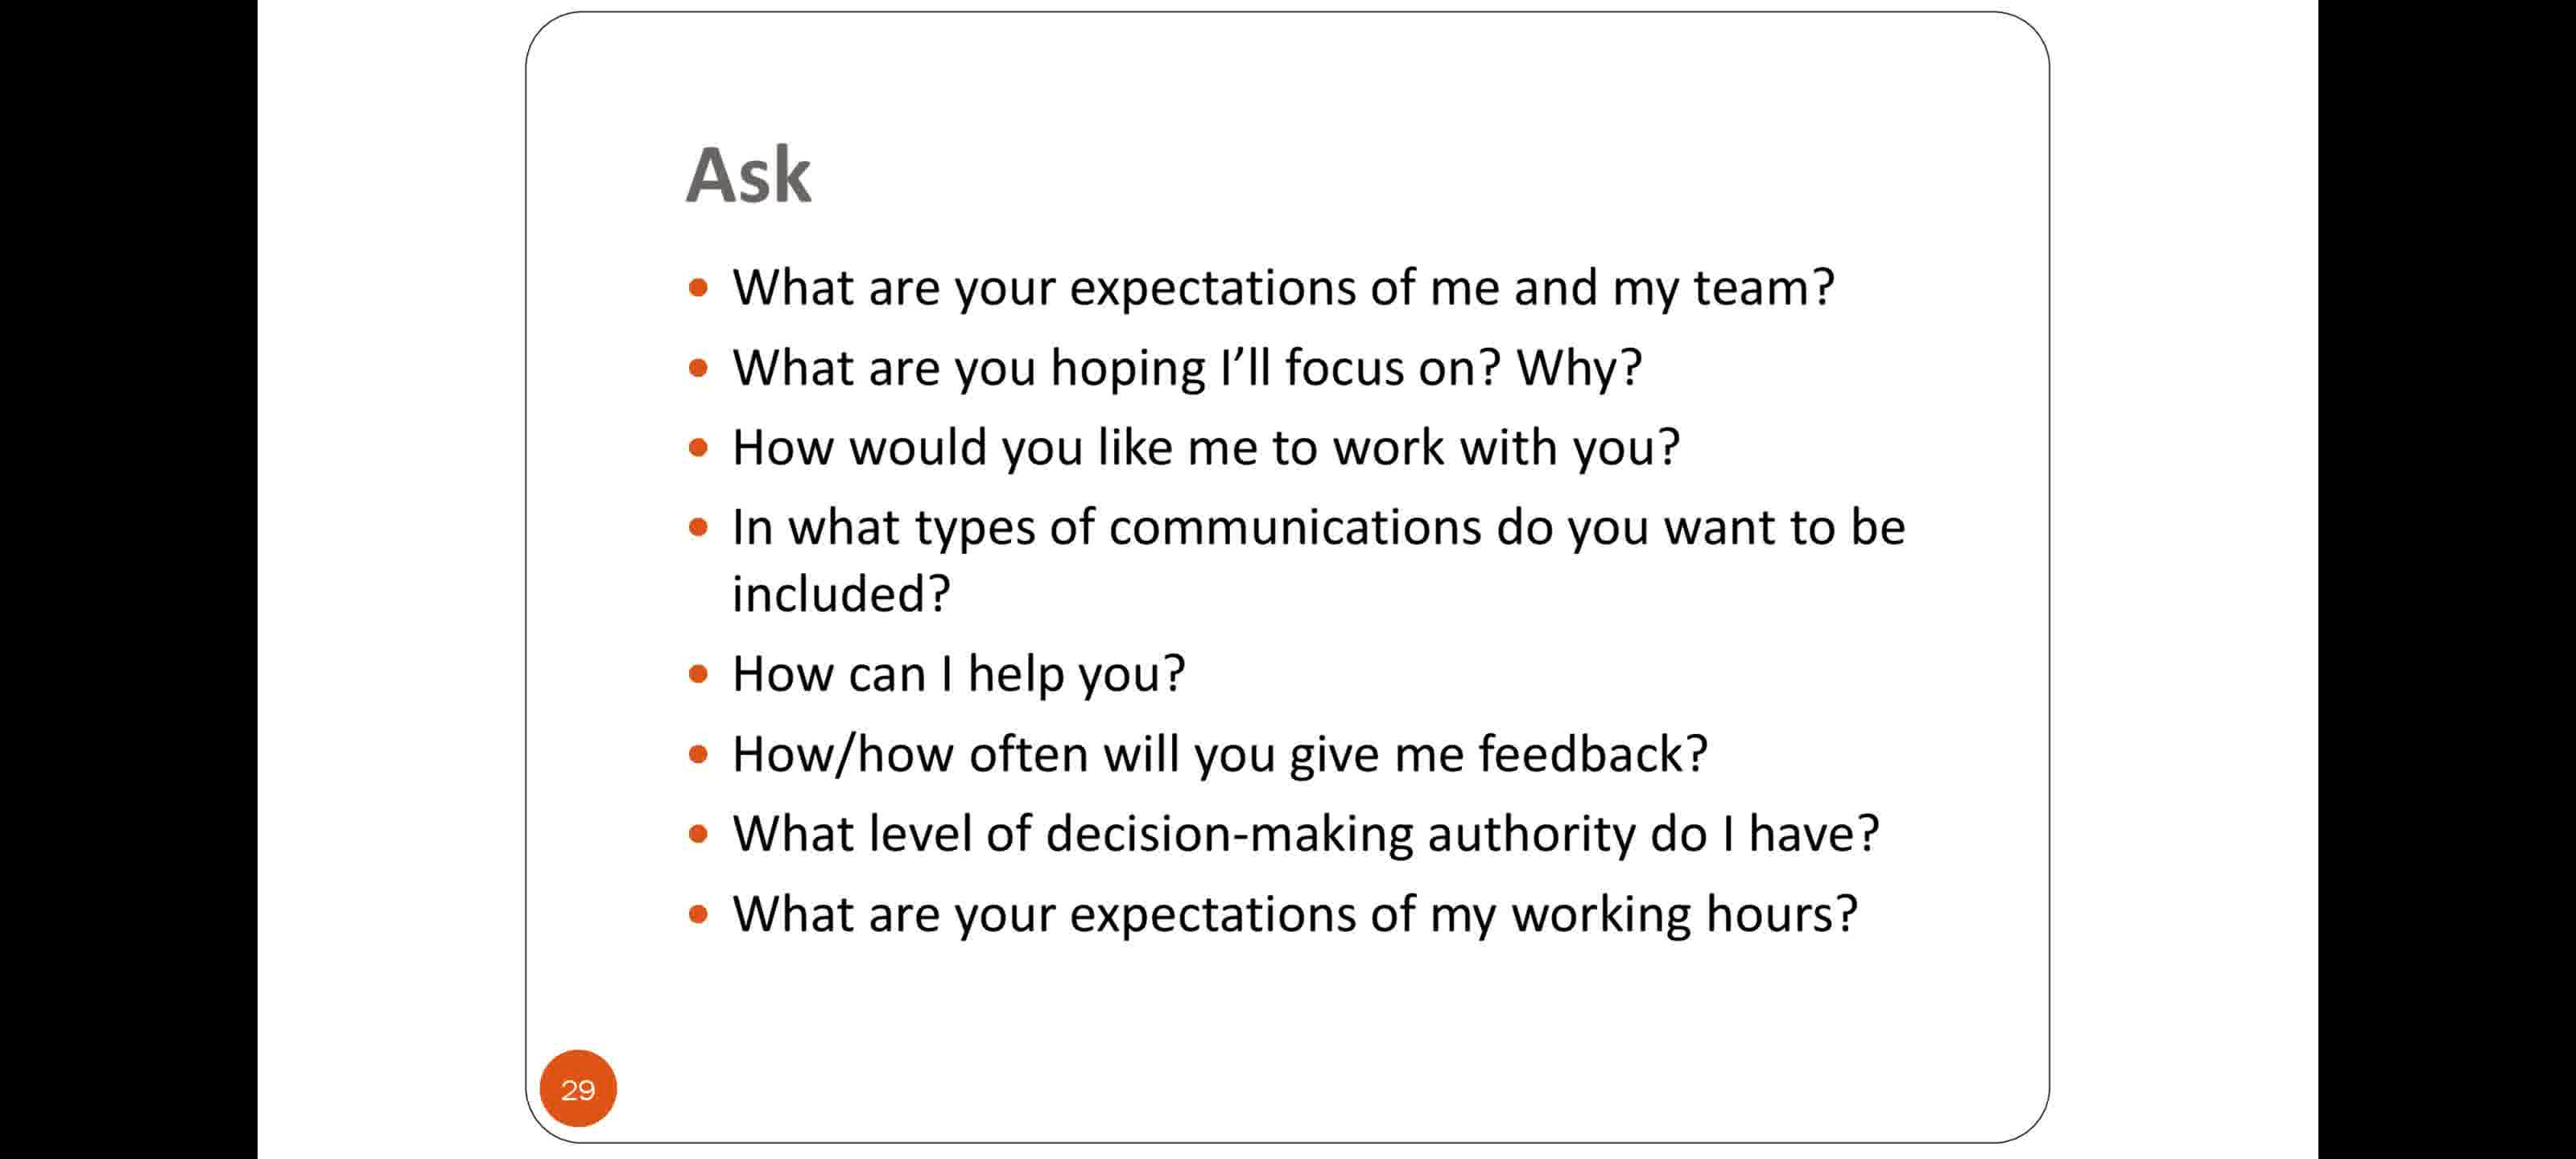 Ask
• What are your expectations of me and my team?
• What are you hoping I’ll focus on? Why?
• How would you like me to work with you?
• In what types of communications do you want to be
included?
• How can I help you?
• How/how often will you give me feedback?
• What level of decision-making authority do I have?
• What are your expectations of my working hours?
29